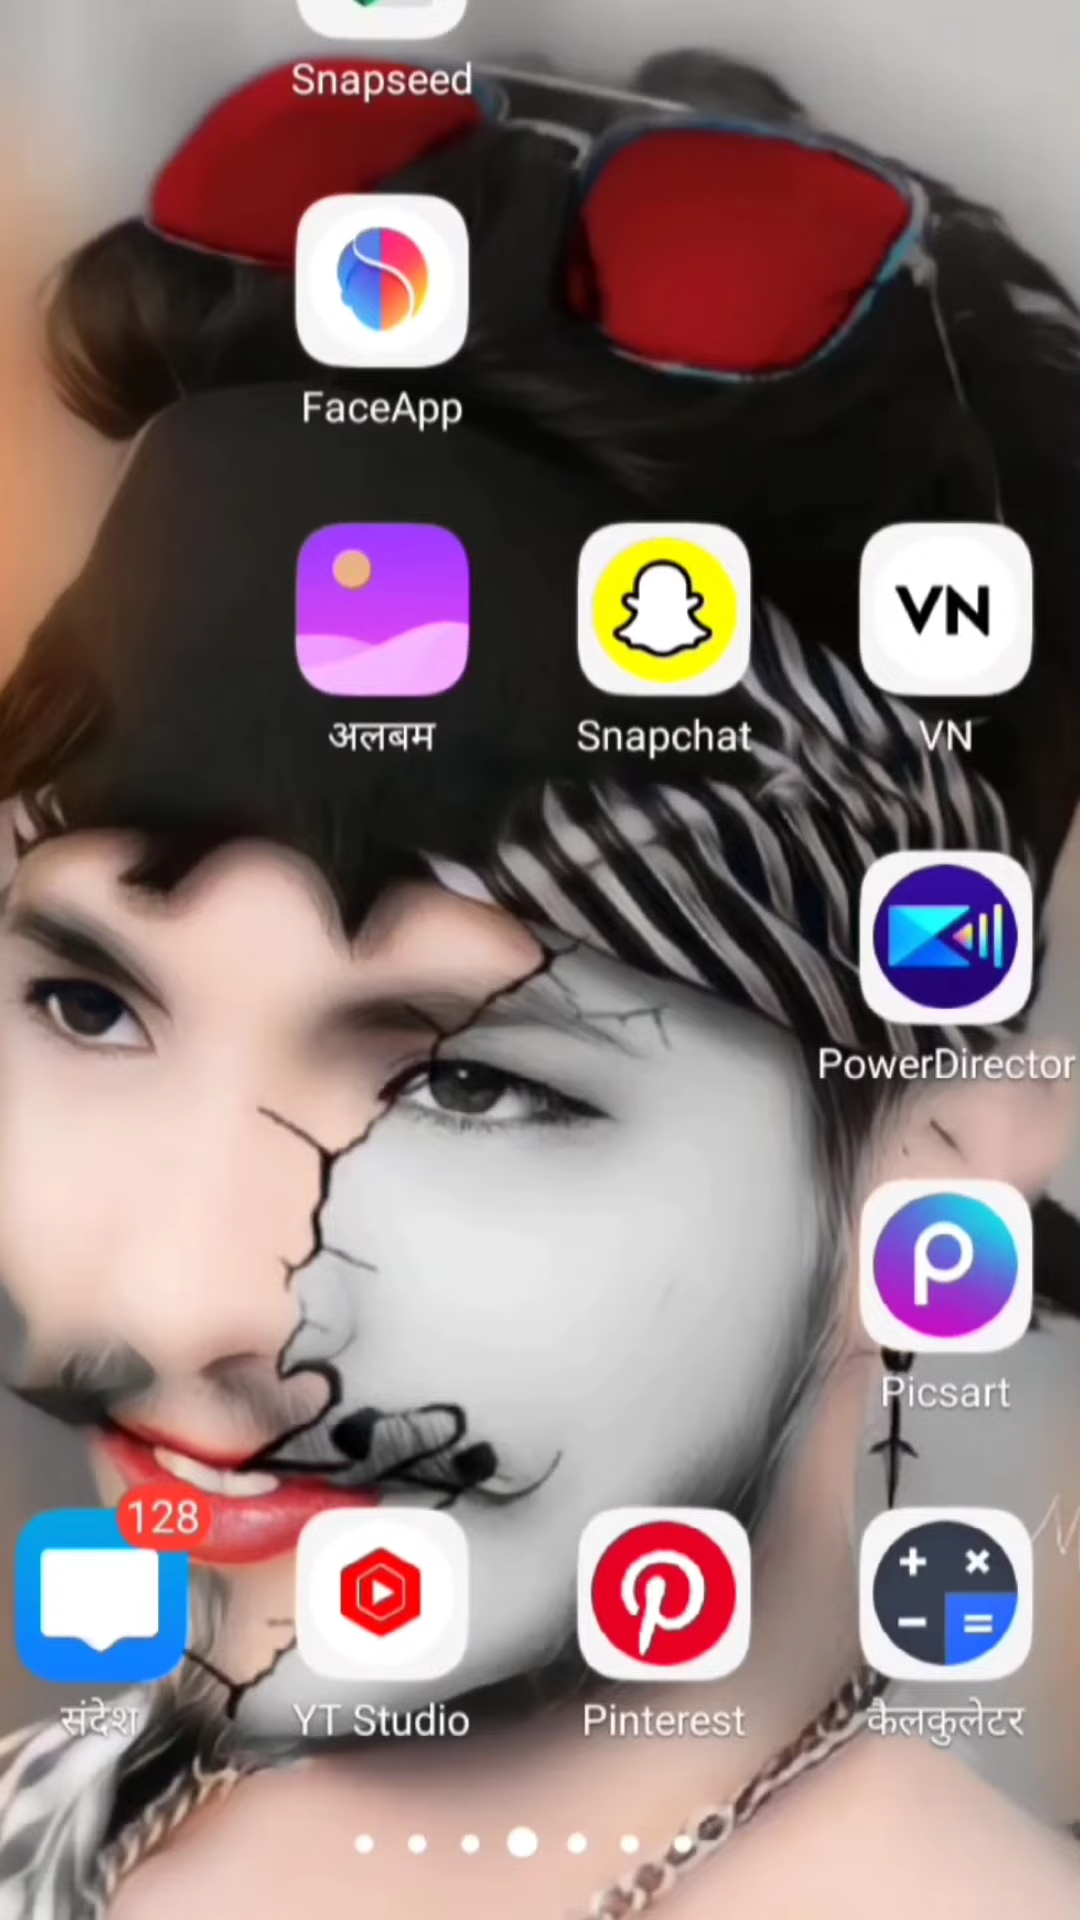 Snapseed
FaceApp
VN
अलबम
Snapchat
VN
PowerDirector
Picsart
128
संदेश
YT Studio
Pinterest
कैलकुलेटर